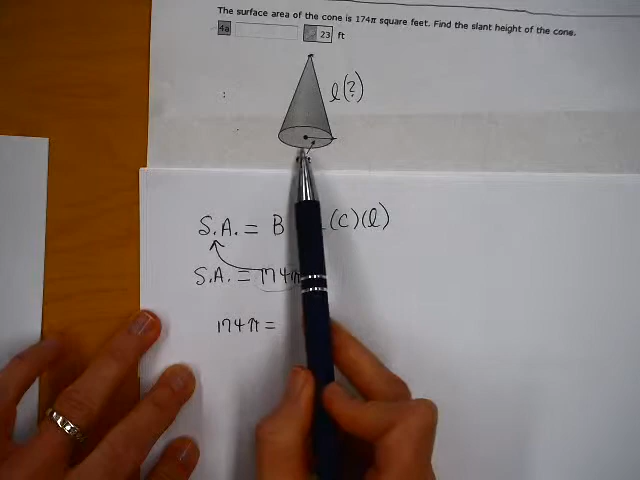 The surface area of the cone is 174π square feet. Find the slant height of the cone.
4a 23 ft
l(?)
S.A. = B (c)(l)
S.A. = 174π
174π =